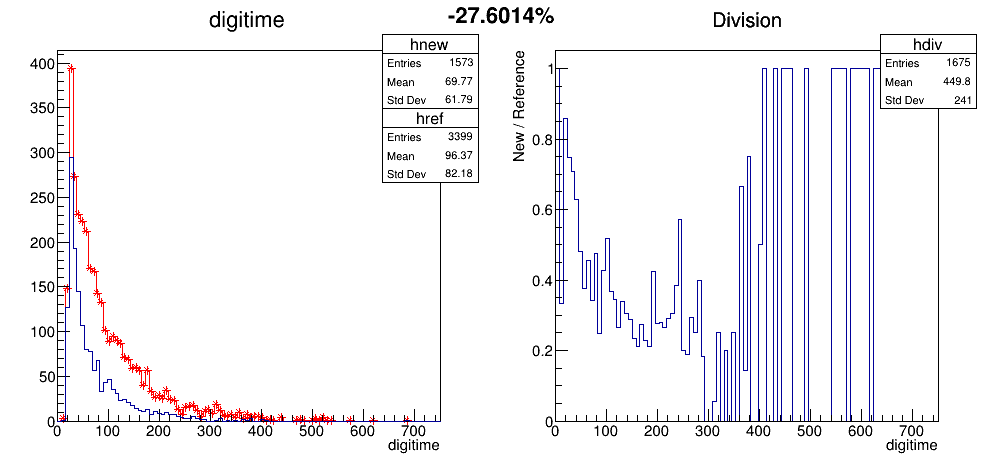 digitime
-27.6014%
Division
hnew
Entries 1573
Mean 69.77
Std Dev 61.79
href
Entries 3399
Mean 96.37
Std Dev 82.18
400
350
300
250
200
150
100
50
0
0 100 200 300 400 500 600 700
digitime
hdiv
Entries 1675
Mean 449.8
Std Dev 241
New / Reference
1
0.8
0.6
0.4
0.2
0
0 100 200 300 400 500 600 700
digitime